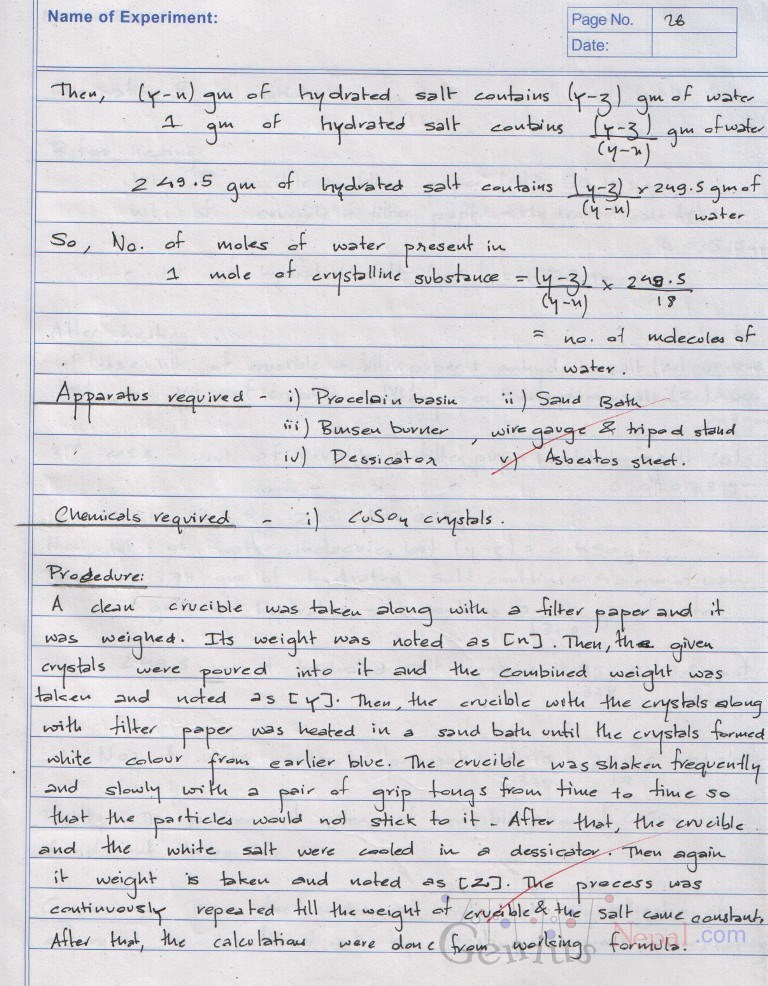 Name of Experiment:
Page No. 26
Date:
Then, (y-x) gm of hydrated salt contains (y-z) gm of water
1 gm of hydrated salt contains (y-z)/(y-x) gm of water
249.5 gm of hydrated salt contains (y-z)/(y-x) x 249.5 gm of water
So, No. of moles of water present in
1 mole of crystalline substance = (y-z)/(y-x) × 249.5/18
= no. of molecules of
water.
Apparatus required - i) Procelain basin ii) Sand Bath
iii) Bunsen burner, wire gauge & tripod stand
iv) Dessicator v) Asbestos sheet.
Chemicals required - i) CuSO4 crystals.
Procedure:
A clean crucible was taken along with a filter paper and it
was weighed. Its weight was noted as [x]. Then, the given
crystals were poured into it and the combined weight was
taken and noted as [y]. Then, the crucible with the crystals along
with filter paper was heated in a sand bath until the crystals formed
white colour from earlier blue. The crucible was shaken frequently
and slowly with a pair of grip tongs from time to time so
that the particles would not stick to it. After that, the crucible
and the white salt were cooled in a dessicator. Then again
it weight is taken and noted as [z]. The process was
continuously repeated till the weight of crucible & the salt came constant.
After that, the calculations were done from working formula.
Genius Nepal.com